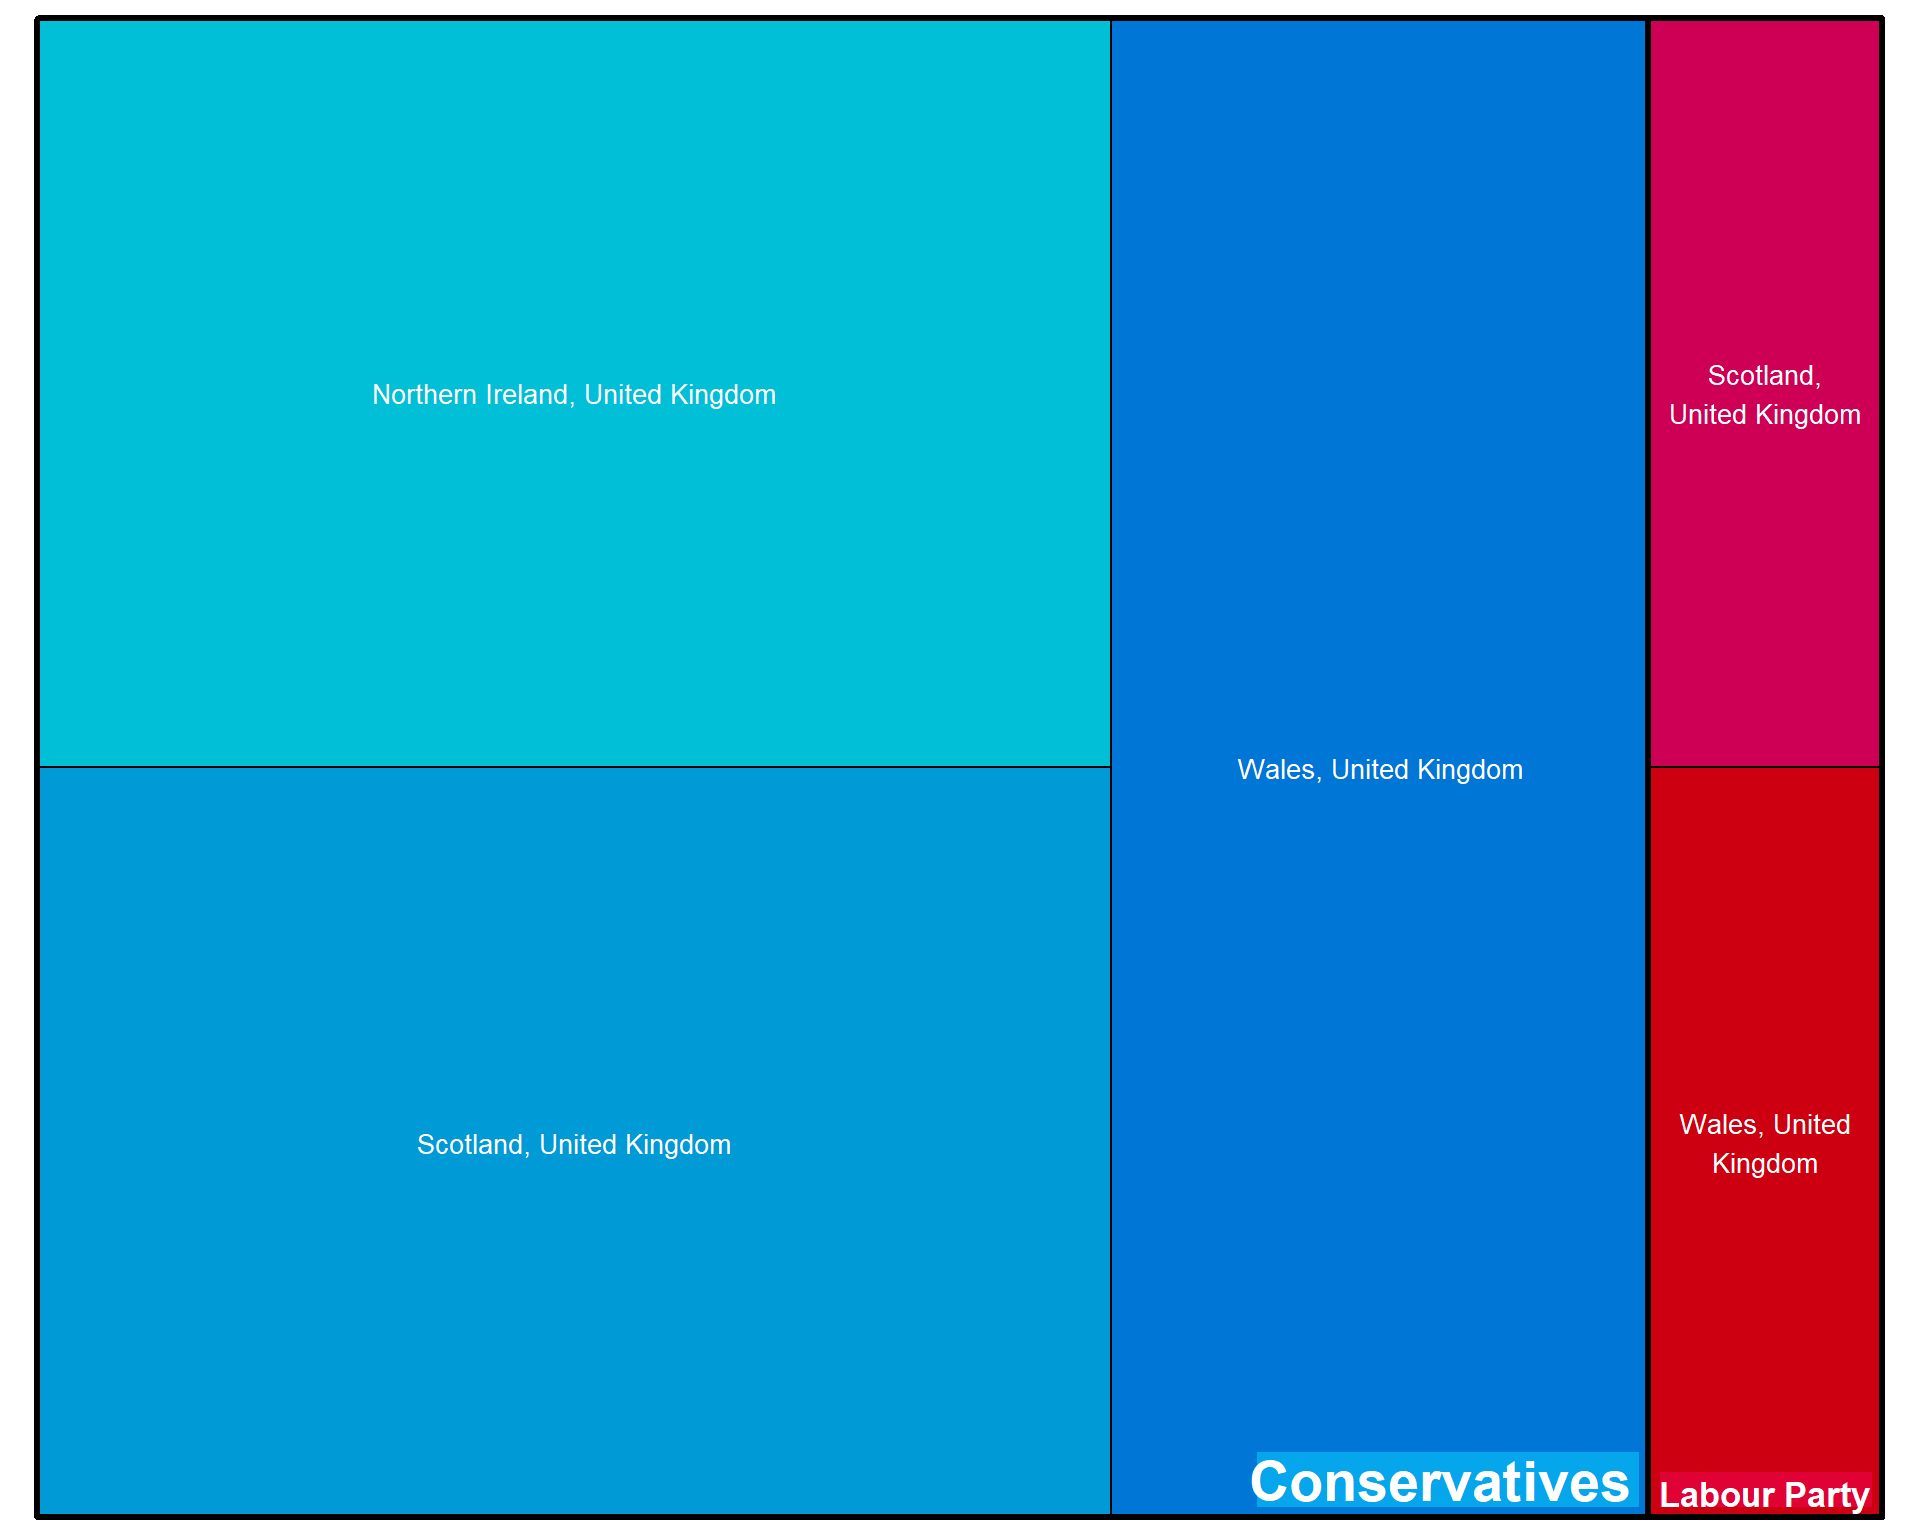 Northern Ireland, United Kingdom
Scotland, United Kingdom
Wales, United Kingdom
Conservatives
Scotland,
United Kingdom
Wales, United
Kingdom
Labour Party